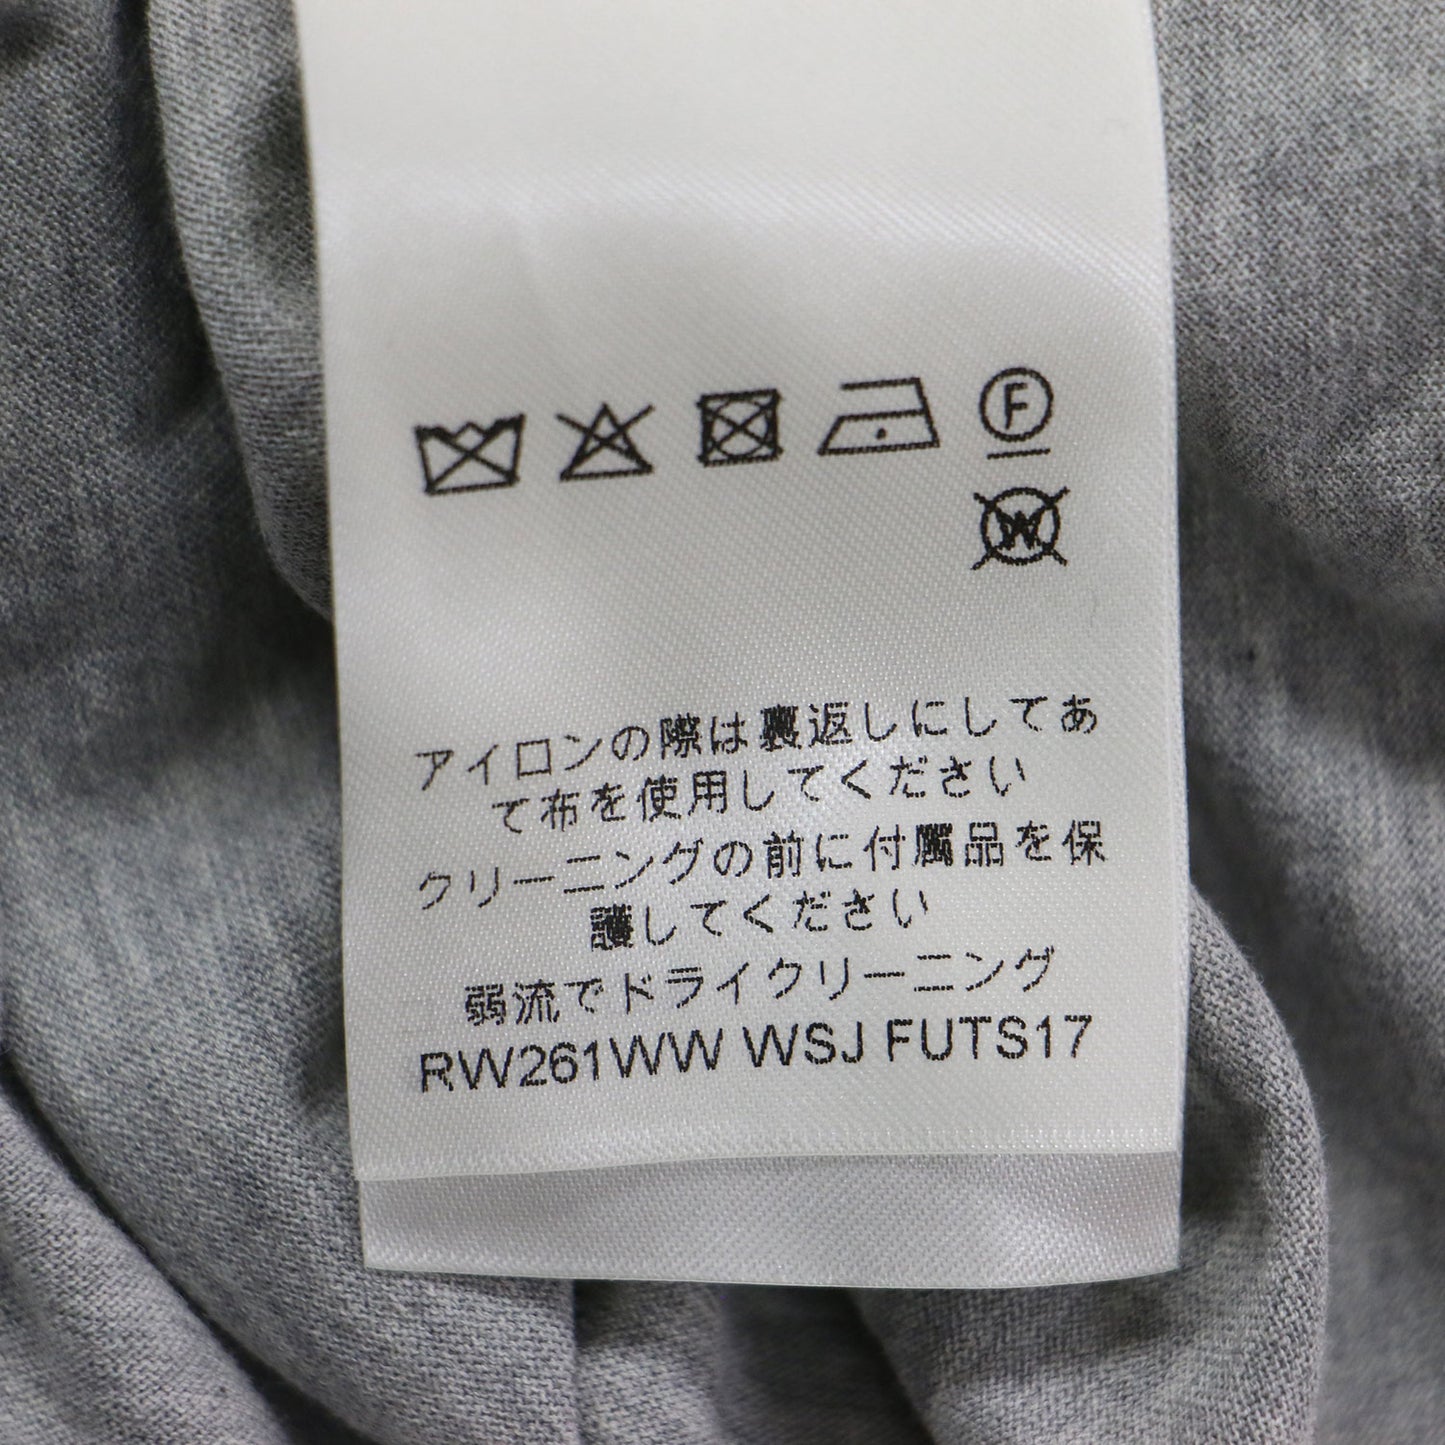 F
W
アイロンの際は裏返しにしてあ
て布を使用してください
クリーニングの前に付属品を保
護してください
弱流でドライクリーニング
RW261WW WSJ FUTS17